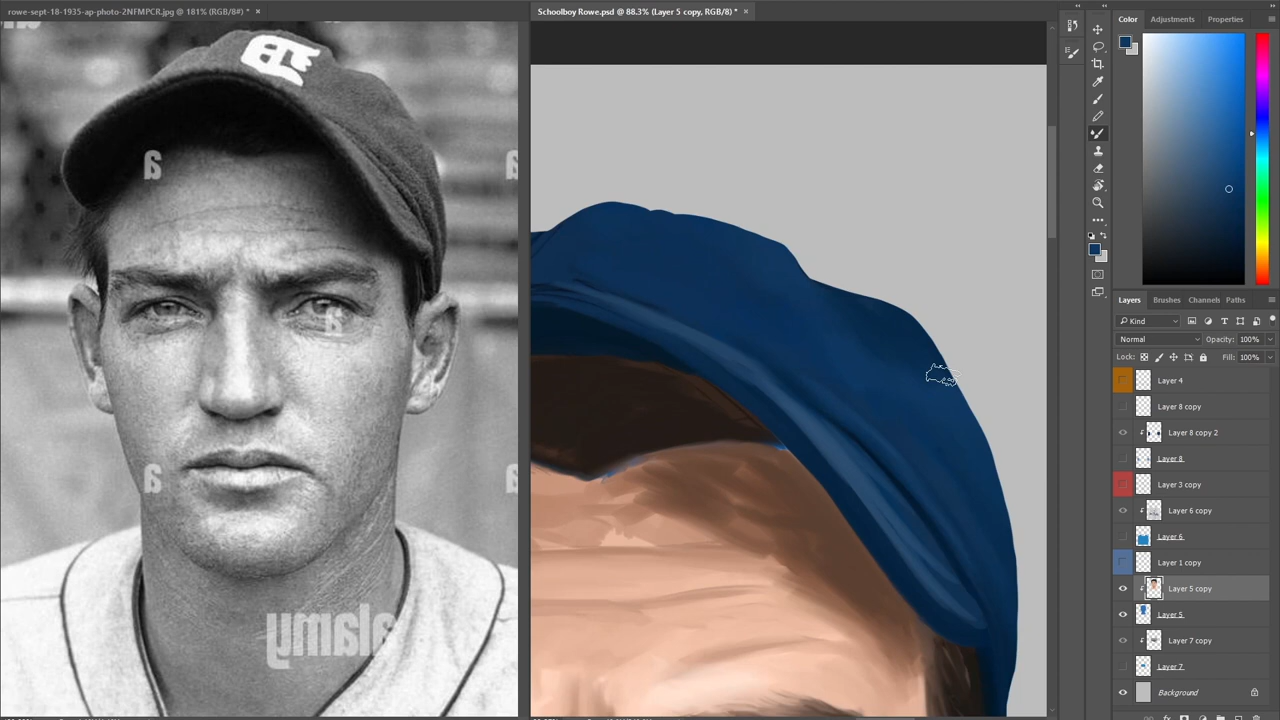 rowe-sept-18-1935-ap-photo-2NFMPCR.jpg @ 181% (RGB/8#) *
Schoolboy Rowe.psd @ 88.3% (Layer 5 copy, RGB/8) *
a
a
alamy
Color
Adjustments
Properties
Layers
Brushes
Channels
Paths
Kind
Normal
Opacity: 100%
Lock:
Fill: 100%
Layer 4
Layer 8 copy
Layer 8 copy 2
Layer 8
Layer 3 copy
Layer 6 copy
Layer 6
Layer 1 copy
Layer 5 copy
Layer 5
Layer 7 copy
Layer 7
Background